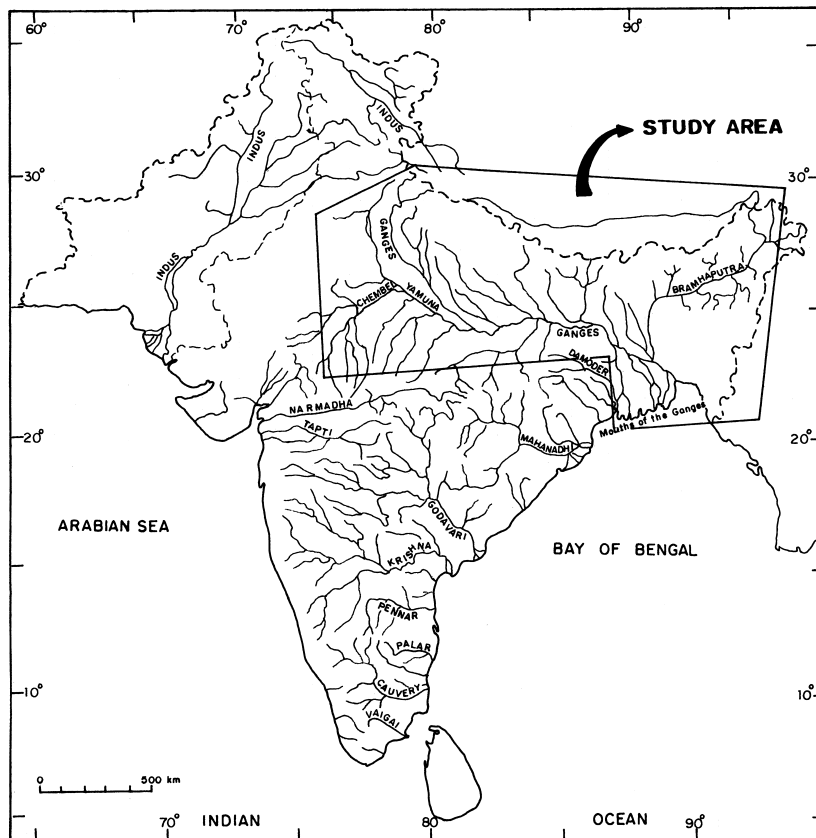 60° 70° 80° 90°
INDUS
INDUS
STUDY AREA
30° 30°
GANGES
INDUS
BRAMHAPUTRA
CHEMBEL
YAMUNA
GANGES
DAMODER
NARMADHA
Mouths of the Ganges
TAPTI
20° 20°
MAHANADHI
GODAVARI
ARABIAN SEA
BAY OF BENGAL
KRISHNA
PENNAR
PALAR
10° 10°
CAUVERY
VAIGAI
0 500 km
70° INDIAN 80° OCEAN 90°